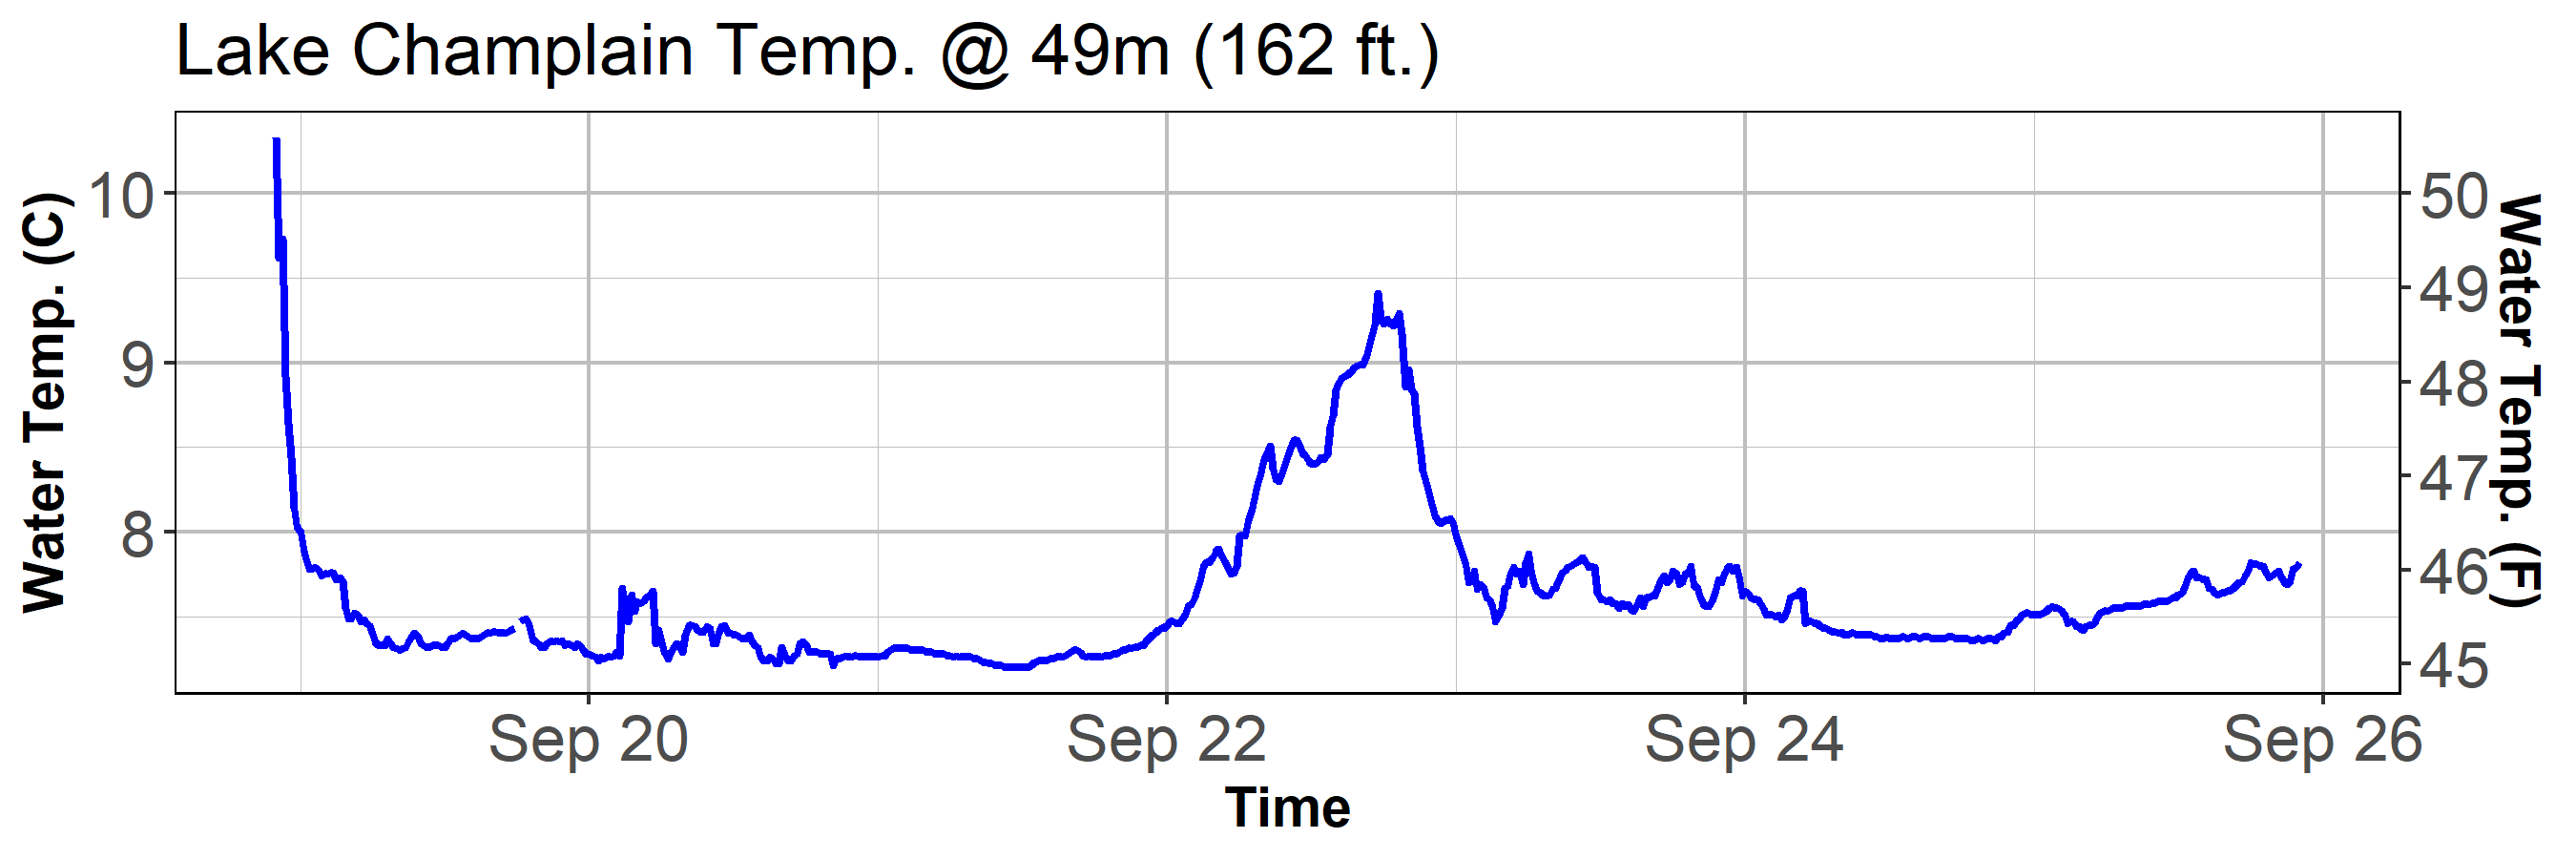 Lake Champlain Temp. @ 49m (162 ft.)
Water Temp. (C)
10
9
8
50
49
48
47
46
45
Water Temp. (F)
Sep 20
Sep 22
Sep 24
Sep 26
Time